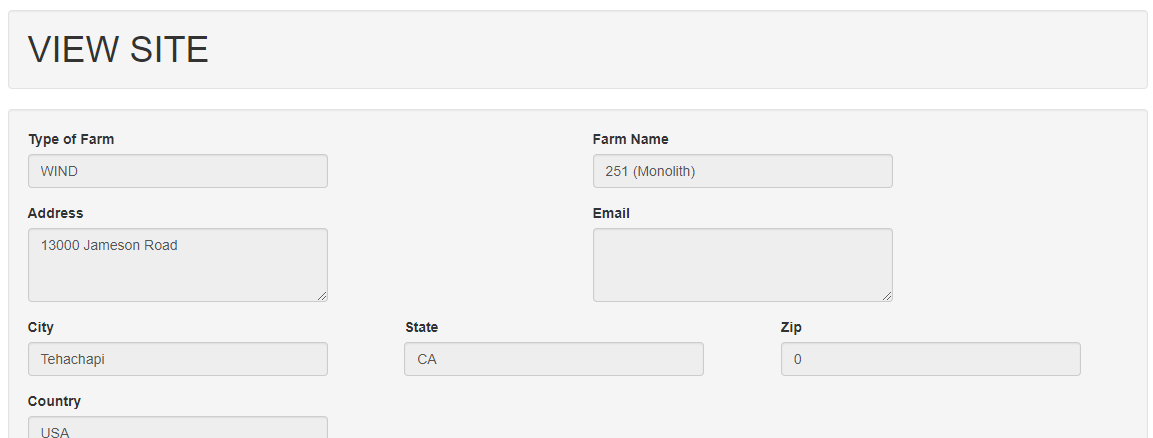 VIEW SITE
Type of Farm
Farm Name
WIND
251 (Monolith)
Address
Email
13000 Jameson Road
City
State
Zip
Tehachapi
CA
0
Country
USA